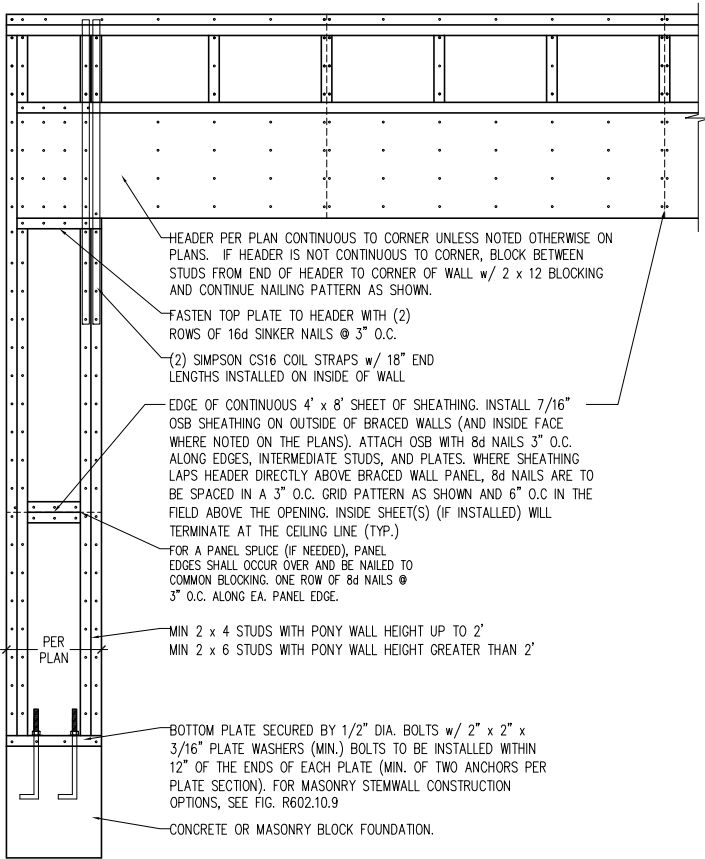 HEADER PER PLAN CONTINUOUS TO CORNER UNLESS NOTED OTHERWISE ON
PLANS. IF HEADER IS NOT CONTINUOUS TO CORNER, BLOCK BETWEEN
STUDS FROM END OF HEADER TO CORNER OF WALL w/ 2 x 12 BLOCKING
AND CONTINUE NAILING PATTERN AS SHOWN.
FASTEN TOP PLATE TO HEADER WITH (2)
ROWS OF 16d SINKER NAILS @ 3" O.C.
(2) SIMPSON CS16 COIL STRAPS w/ 18" END
LENGTHS INSTALLED ON INSIDE OF WALL
EDGE OF CONTINUOUS 4' x 8' SHEET OF SHEATHING. INSTALL 7/16"
OSB SHEATHING ON OUTSIDE OF BRACED WALLS (AND INSIDE FACE
WHERE NOTED ON THE PLANS). ATTACH OSB WITH 8d NAILS 3" O.C.
ALONG EDGES, INTERMEDIATE STUDS, AND PLATES. WHERE SHEATHING
LAPS HEADER DIRECTLY ABOVE BRACED WALL PANEL, 8d NAILS ARE TO
BE SPACED IN A 3" O.C. GRID PATTERN AS SHOWN AND 6" O.C IN THE
FIELD ABOVE THE OPENING. INSIDE SHEET(S) (IF INSTALLED) WILL
TERMINATE AT THE CEILING LINE (TYP.)
FOR A PANEL SPLICE (IF NEEDED), PANEL
EDGES SHALL OCCUR OVER AND BE NAILED TO
COMMON BLOCKING. ONE ROW OF 8d NAILS @
3" O.C. ALONG EA. PANEL EDGE.
PER
PLAN
MIN 2 x 4 STUDS WITH PONY WALL HEIGHT UP TO 2'
MIN 2 x 6 STUDS WITH PONY WALL HEIGHT GREATER THAN 2'
BOTTOM PLATE SECURED BY 1/2" DIA. BOLTS w/ 2" x 2" x
3/16" PLATE WASHERS (MIN.) BOLTS TO BE INSTALLED WITHIN
12" OF THE ENDS OF EACH PLATE (MIN. OF TWO ANCHORS PER
PLATE SECTION). FOR MASONRY STEMWALL CONSTRUCTION
OPTIONS, SEE FIG. R602.10.9
CONCRETE OR MASONRY BLOCK FOUNDATION.